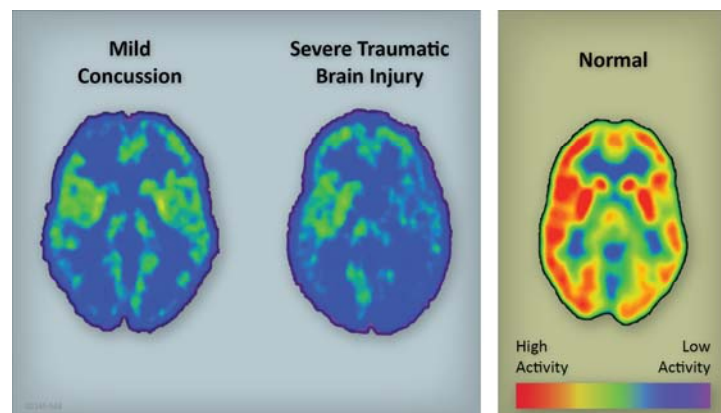 Mild
Concussion
Severe Traumatic
Brain Injury
Normal
High
Activity
Low
Activity